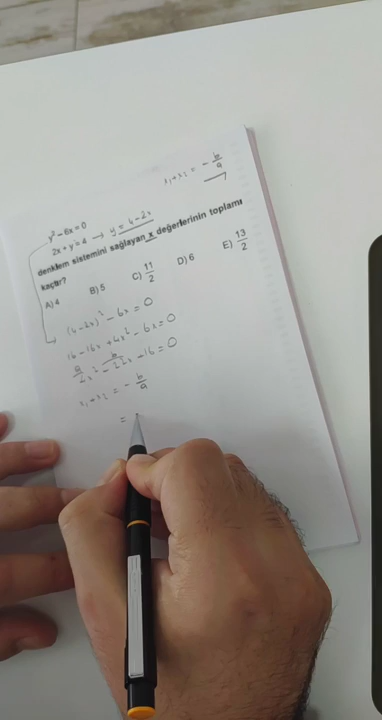 x₁+x₂ = - b/a
y² - 6x = 0
2x + y = 4 → y = 4 - 2x
denklem sistemini sağlayan x değerlerinin toplamı
kaçtır?
A) 4 B) 5 C) 11/2 D) 6 E) 13/2
(4-2x)² - 6x = 0
16 - 16x + 4x² - 6x = 0
a b
2x² - 22x - 16 = 0
x₁+x₂ = - b/a
=